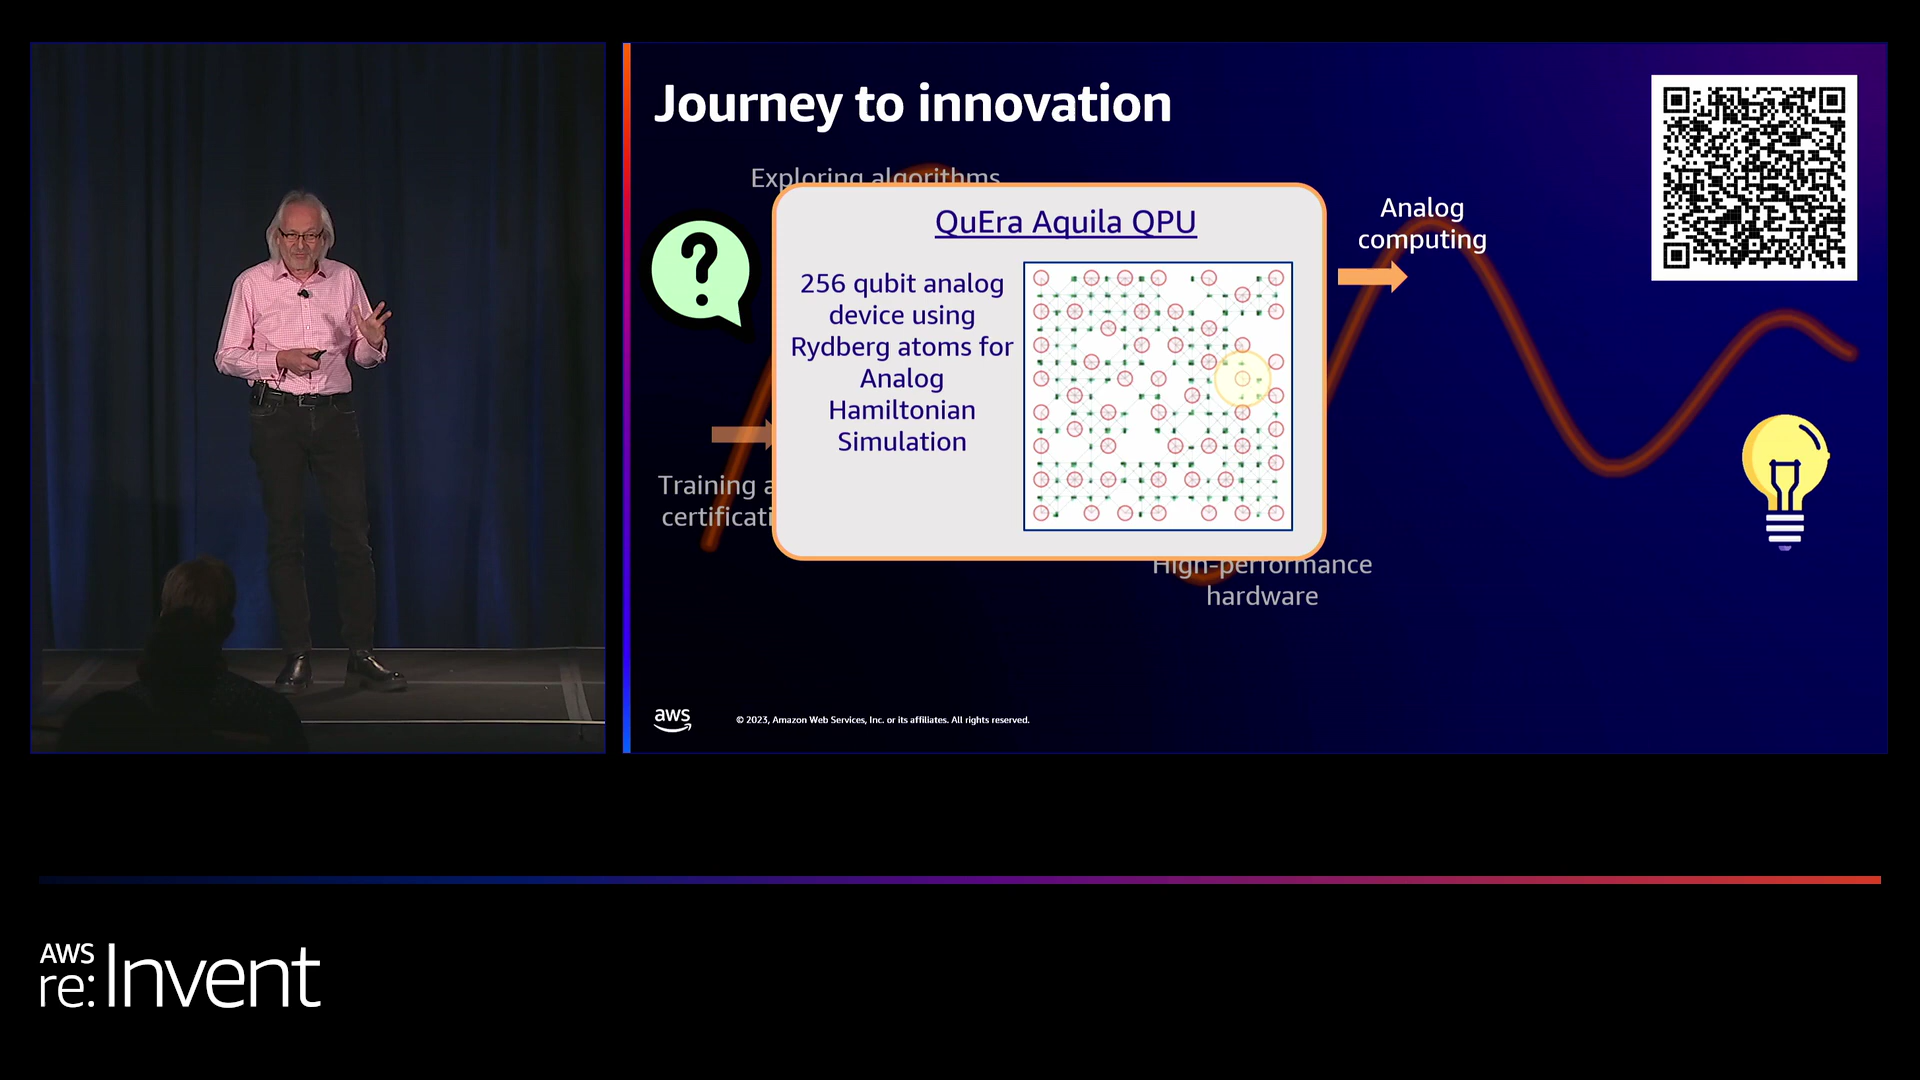 Journey to innovation
Exploring algorithms
?
QuEra Aquila QPU
256 qubit analog
device using
Rydberg atoms for
Analog
Hamiltonian
Simulation
Analog
computing
Training a
certificati
High-performance
hardware
aws
© 2023, Amazon Web Services, Inc. or its affiliates. All rights reserved.
AWS
re:Invent